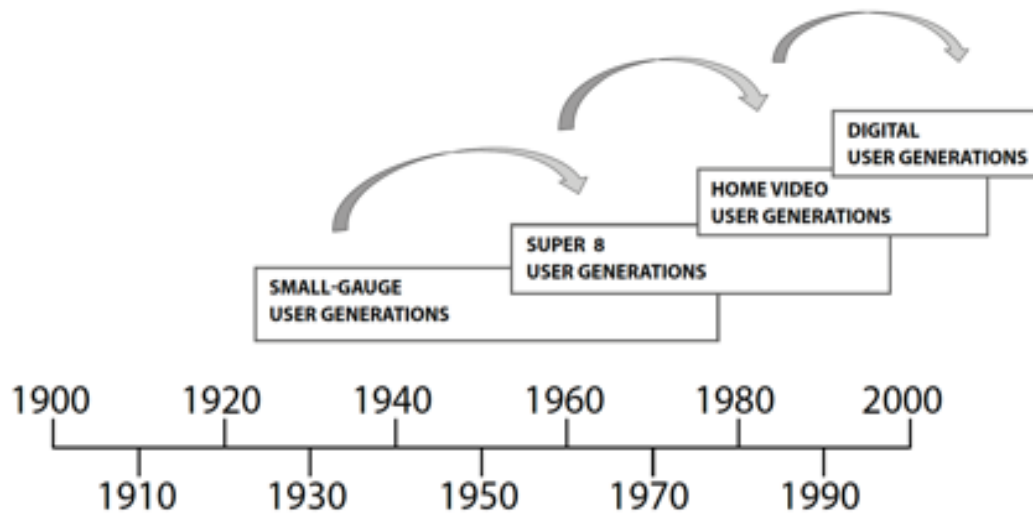 DIGITAL
USER GENERATIONS
HOME VIDEO
USER GENERATIONS
SUPER 8
USER GENERATIONS
SMALL-GAUGE
USER GENERATIONS
1900 1920 1940 1960 1980 2000
1910 1930 1950 1970 1990